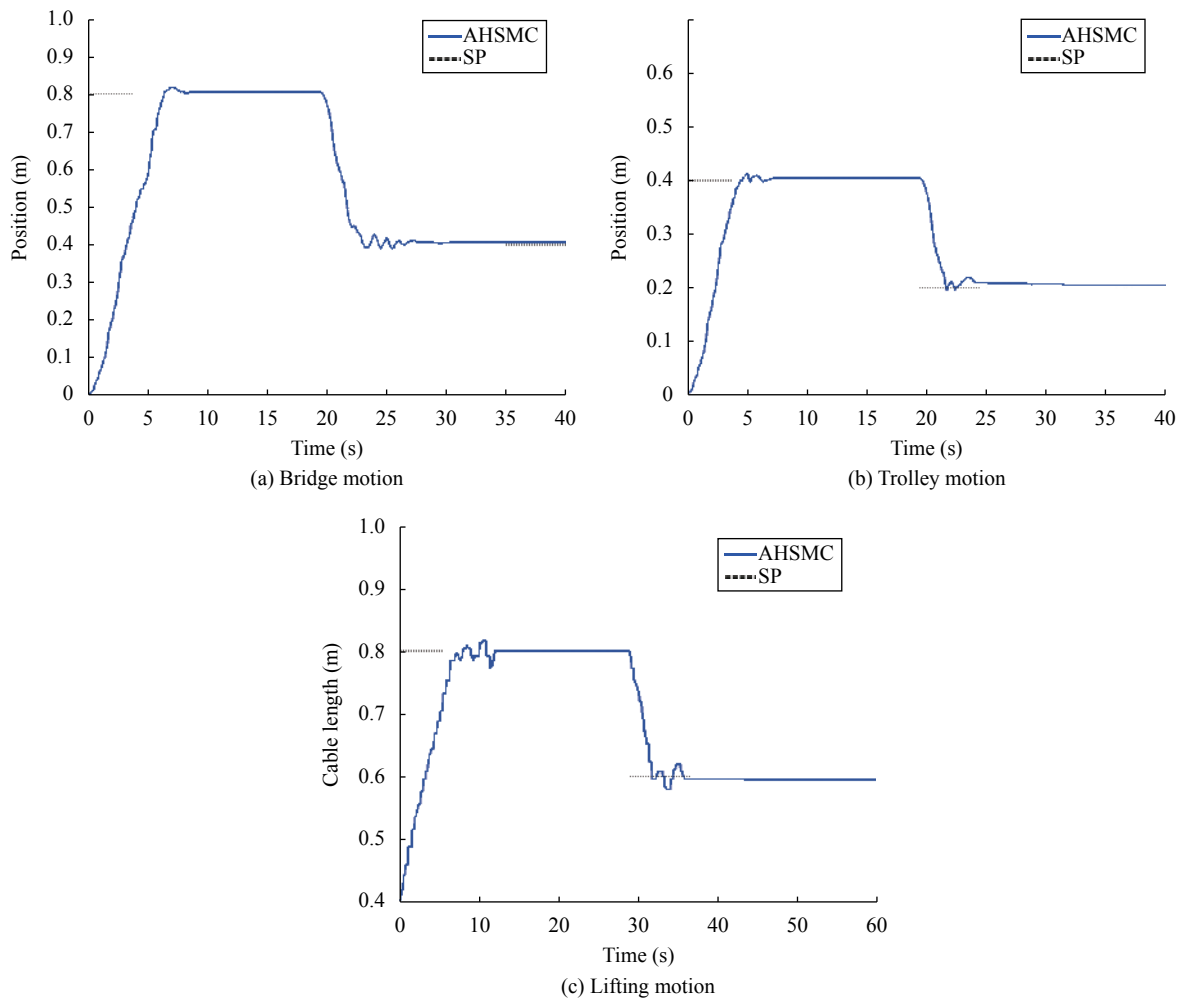 1.0
0.9
0.8
0.7
0.6
0.5
0.4
0.3
0.2
0.1
0
Position (m)
AHSMC
SP
0 5 10 15 20 25 30 35 40
Time (s)
(a) Bridge motion
0.6
0.5
0.4
0.3
0.2
0.1
0
Position (m)
AHSMC
SP
0 5 10 15 20 25 30 35 40
Time (s)
(b) Trolley motion
1.0
0.9
0.8
0.7
0.6
0.5
0.4
Cable length (m)
AHSMC
SP
0 10 20 30 40 50 60
Time (s)
(c) Lifting motion